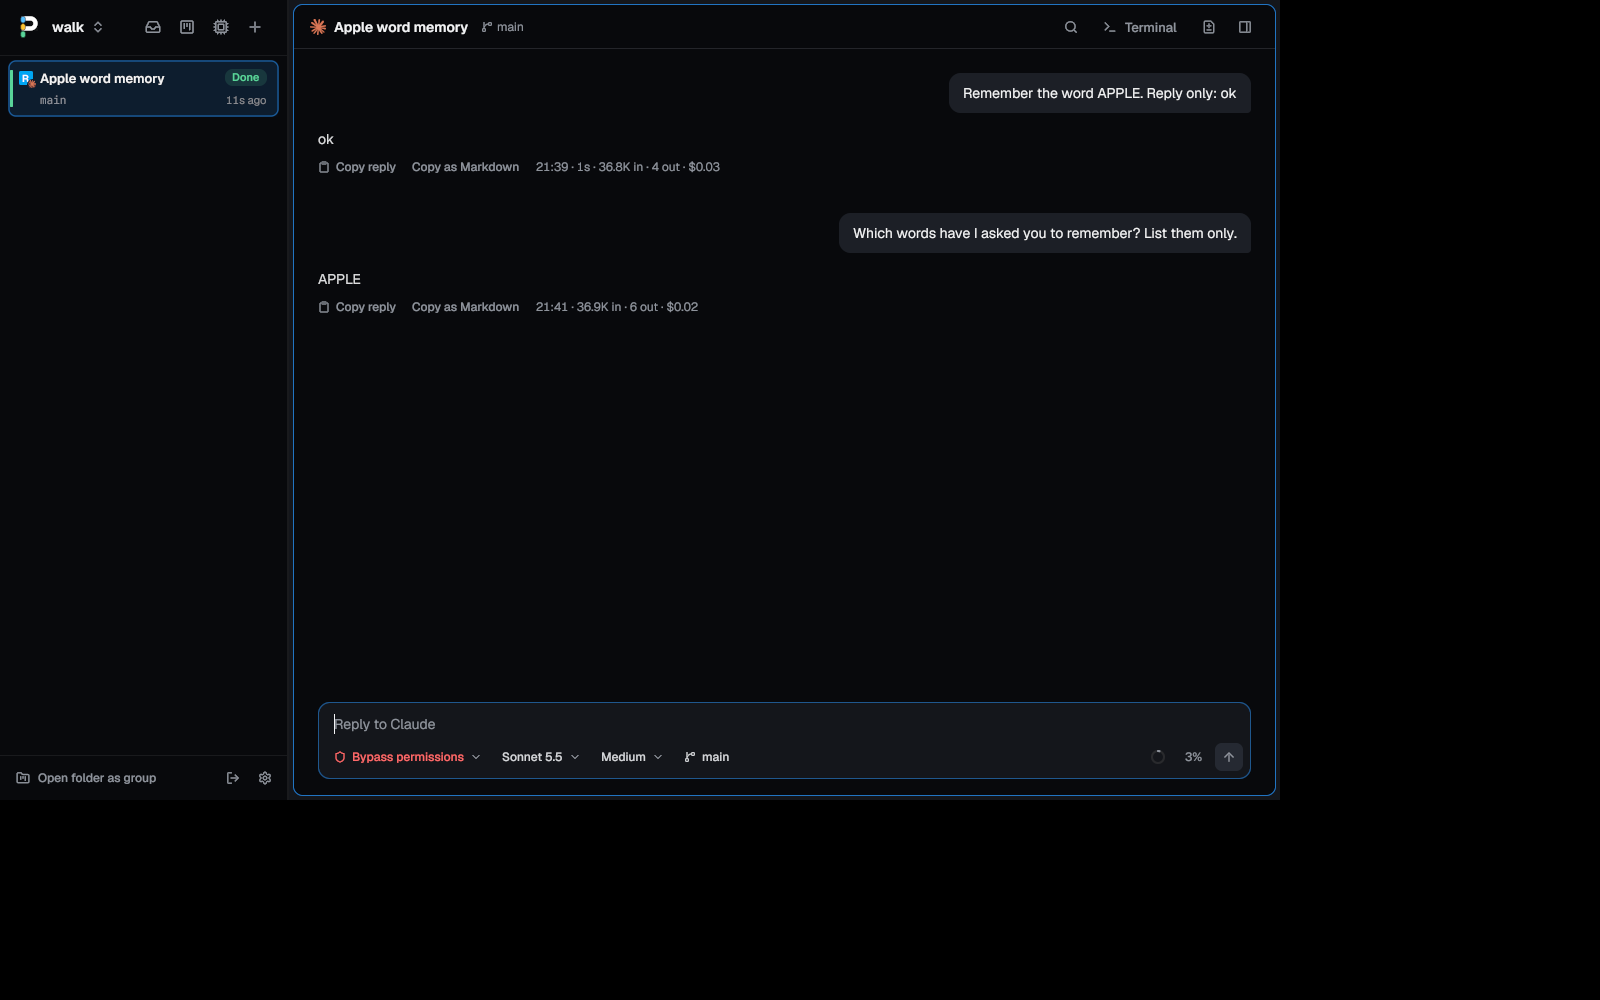 walk
Apple word memory
Done
main
11s ago
Open folder as group
Apple word memory
main
Terminal
Remember the word APPLE. Reply only: ok
ok
Copy reply Copy as Markdown 21:39 · 1s · 36.8K in · 4 out · $0.03
Which words have I asked you to remember? List them only.
APPLE
Copy reply Copy as Markdown 21:41 · 36.9K in · 6 out · $0.02
Reply to Claude
Bypass permissions Sonnet 5.5 Medium main 3%